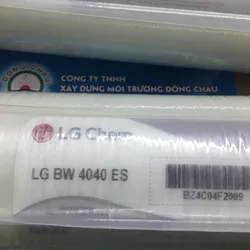 CÔNG TY TNHH
XÂY DỰNG MÔI TRƯỜNG ĐÔNG CHÂU
LG Chem
LG BW 4040 ES
BZ4C04F2009